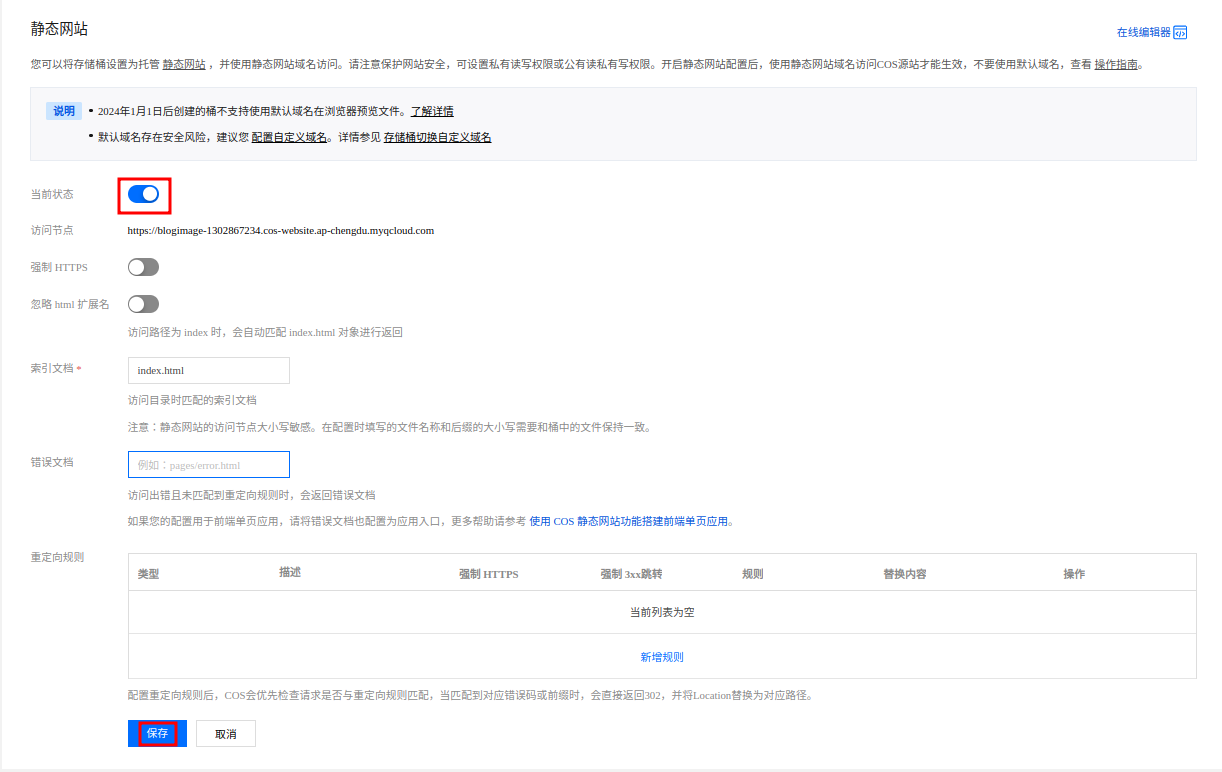 静态网站
在线编辑器
您可以将存储桶设置为托管 静态网站 ，并使用静态网站域名访问。请注意保护网站安全，可设置私有读写权限或公有读私有写权限。开启静态网站配置后，使用静态网站域名访问COS源站才能生效，不要使用默认域名，查看 操作指南。
说明
• 2024年1月1日后创建的桶不支持使用默认域名在浏览器预览文件。了解详情
• 默认域名存在安全风险，建议您 配置自定义域名。详情参见 存储桶切换自定义域名
当前状态
访问节点 https://blogimage-1302867234.cos-website.ap-chengdu.myqcloud.com
强制 HTTPS
忽略 html 扩展名
访问路径为 index 时，会自动匹配 index.html 对象进行返回
索引文档 * index.html
访问目录时匹配的索引文档
注意：静态网站的访问节点大小写敏感。在配置时填写的文件名称和后缀的大小写需要和桶中的文件保持一致。
错误文档 例如：pages/error.html
访问出错且未匹配到重定向规则时，会返回错误文档
如果您的配置用于前端单页应用，请将错误文档也配置为应用入口，更多帮助请参考 使用 COS 静态网站功能搭建前端单页应用。
重定向规则
类型 描述 强制 HTTPS 强制 3xx跳转 规则 替换内容 操作
当前列表为空
新增规则
配置重定向规则后，COS会优先检查请求是否与重定向规则匹配，当匹配到对应错误码或前缀时，会直接返回302，并将Location替换为对应路径。
保存 取消